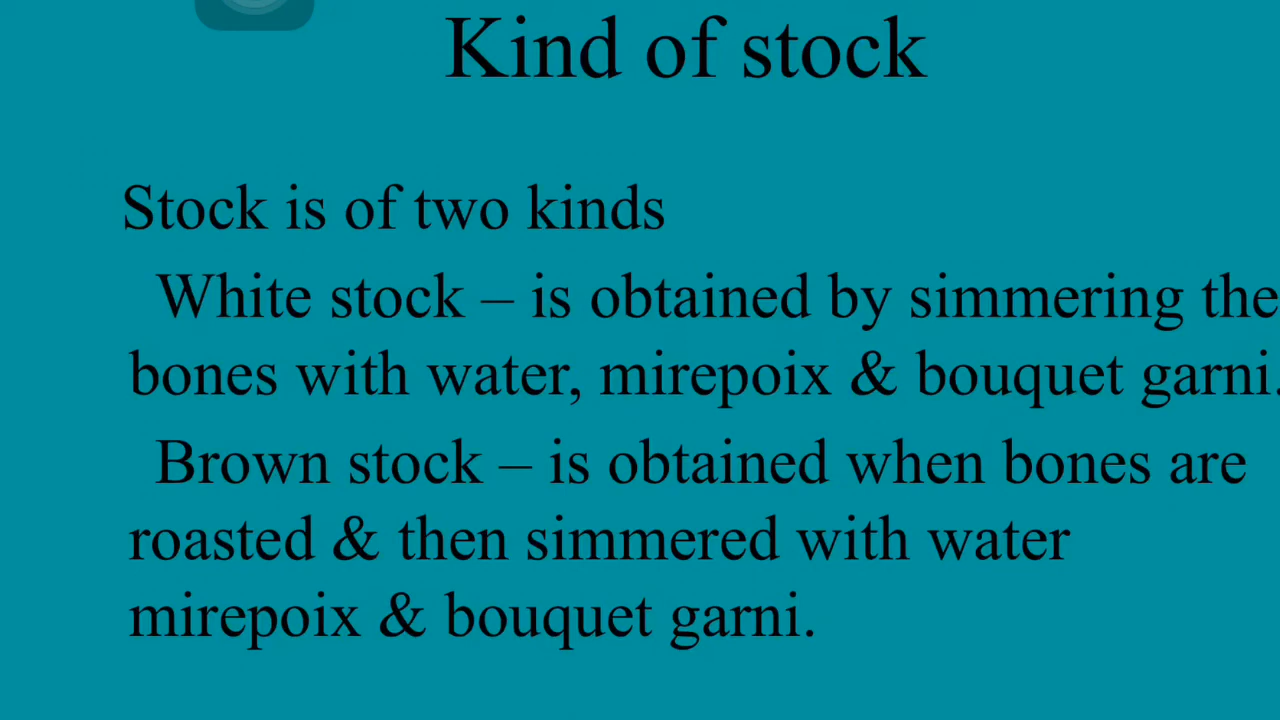 Kind of stock
Stock is of two kinds
White stock – is obtained by simmering the
bones with water, mirepoix & bouquet garni.
Brown stock – is obtained when bones are
roasted & then simmered with water
mirepoix & bouquet garni.